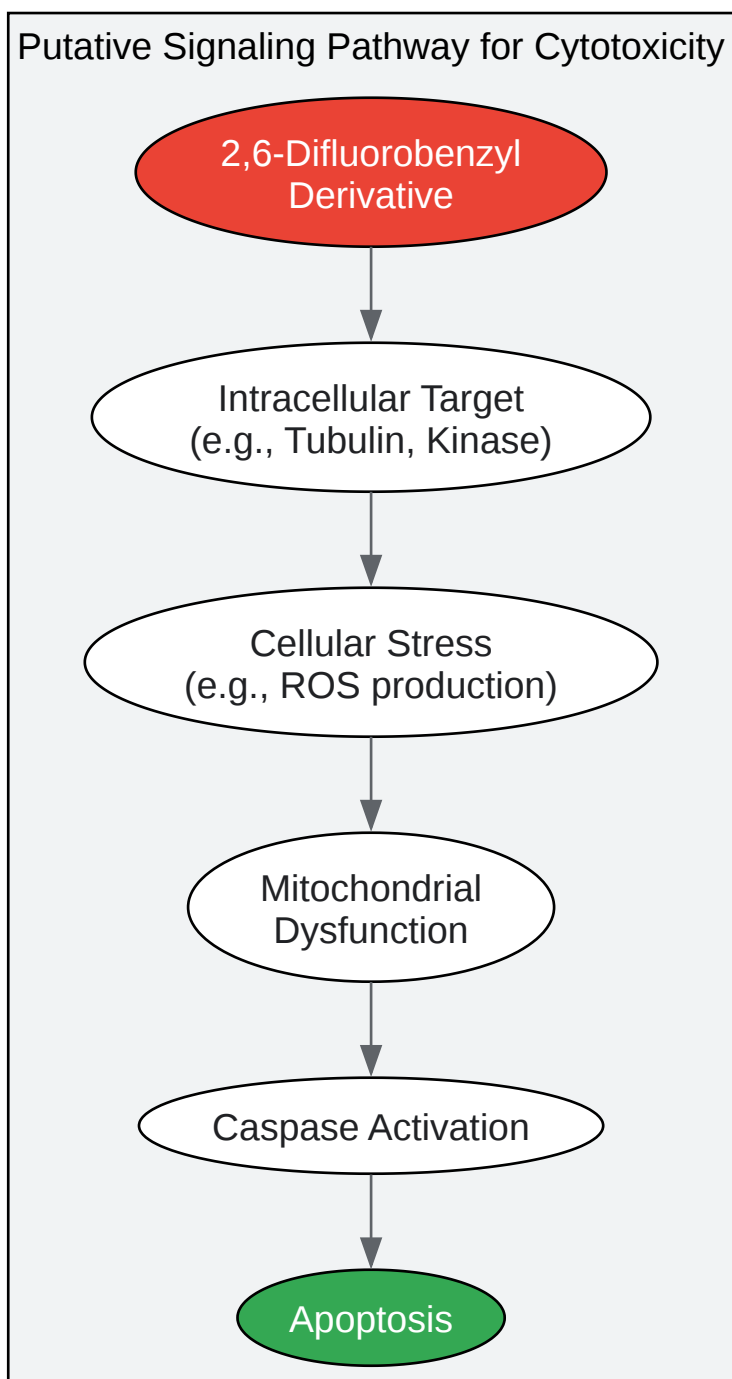 Putative Signaling Pathway for Cytotoxicity
2,6-Difluorobenzyl
Derivative
Intracellular Target
(e.g., Tubulin, Kinase)
Cellular Stress
(e.g., ROS production)
Mitochondrial
Dysfunction
Caspase Activation
Apoptosis